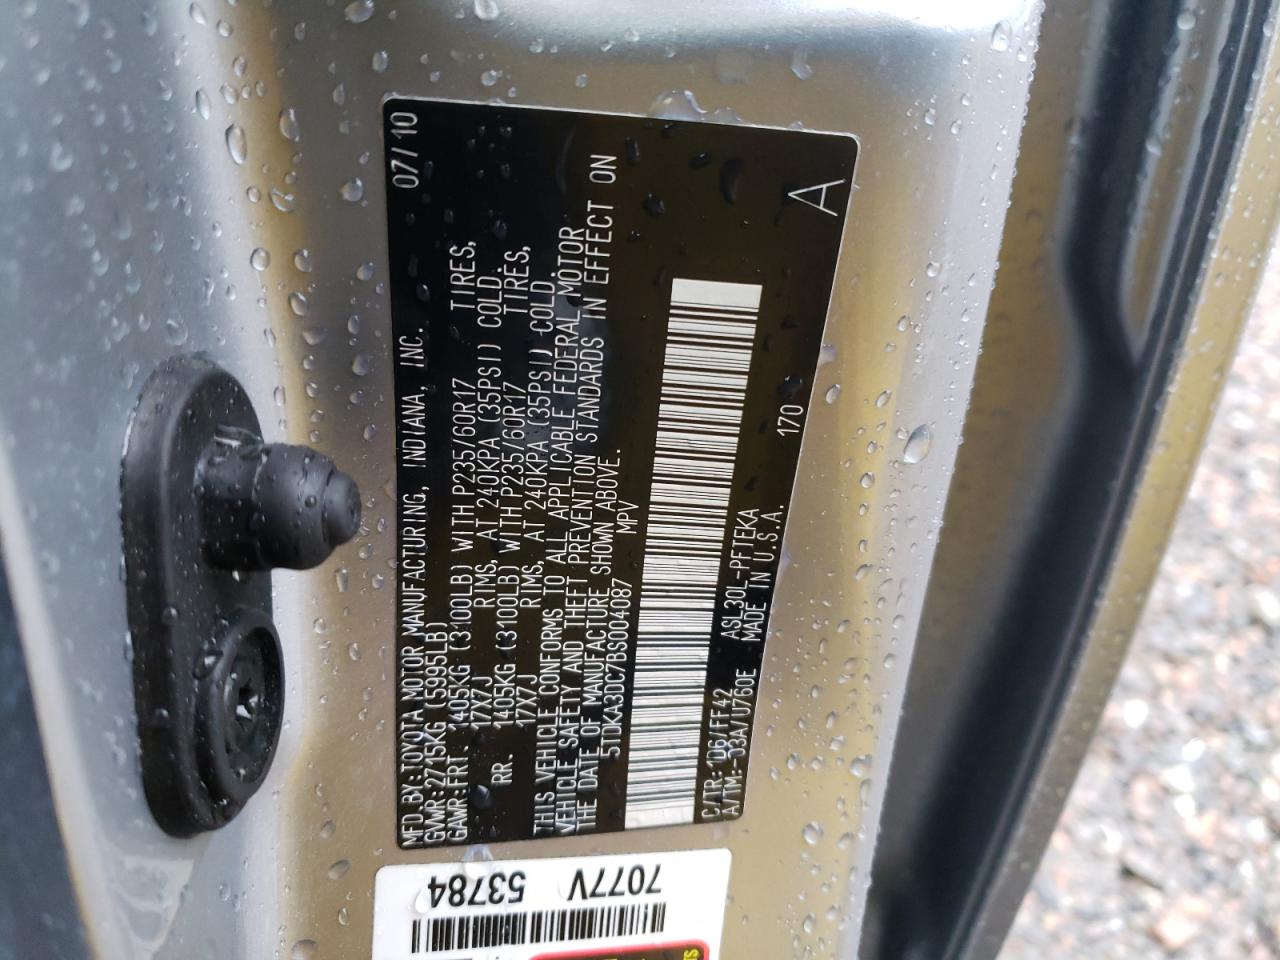 MFD.BY:TOYOTA MOTOR MANUFACTURING, INDIANA, INC. 07/10
GVWR:2715KG (5995LB)
GAWR:FRT. 1405KG (3100LB) WITH P235/60R17 TIRES,
17X7J RIMS, AT 240KPA (35PSI) COLD.
RR. 1405KG (3100LB) WITH P235/60R17 TIRES,
17X7J RIMS, AT 240KPA (35PSI) COLD.
THIS VEHICLE CONFORMS TO ALL APPLICABLE FEDERAL MOTOR
VEHICLE SAFETY AND THEFT PREVENTION STANDARDS IN EFFECT ON
THE DATE OF MANUFACTURE SHOWN ABOVE.
5TDKA3DC7BS004087 MPV
C/TR: 1D6/FF42 ASL30L-PFTEKA 170
A/TM:-03A/U760E MADE IN U.S.A.
A
53784 7077V